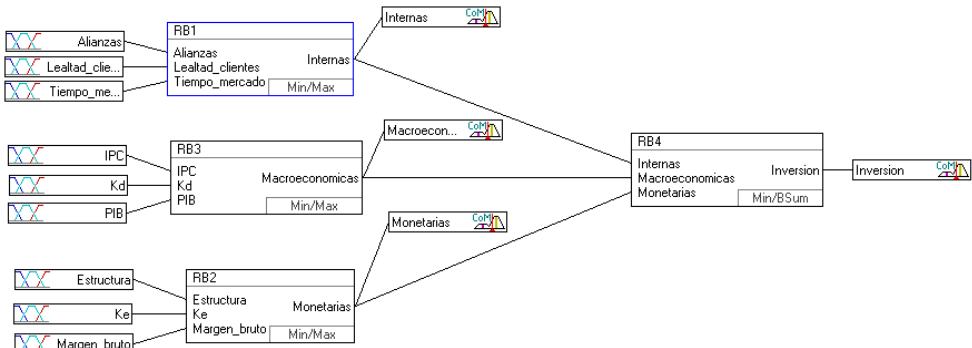 Internas
CoM
RB1
Alianzas
Lealtad_clie...
Tiempo_me...
Alianzas
Lealtad_clientes
Tiempo_mercado
Internas
Min/Max
Macroecon...
CoM
RB3
IPC
Kd
PIB
IPC
Kd
PIB
Macroeconomicas
Min/Max
RB4
Internas
Macroeconomicas
Monetarias
Inversion
Min/BSum
Inversion
CoM
Monetarias
CoM
RB2
Estructura
Ke
Margen_bruto
Estructura
Ke
Margen_bruto
Monetarias
Min/Max